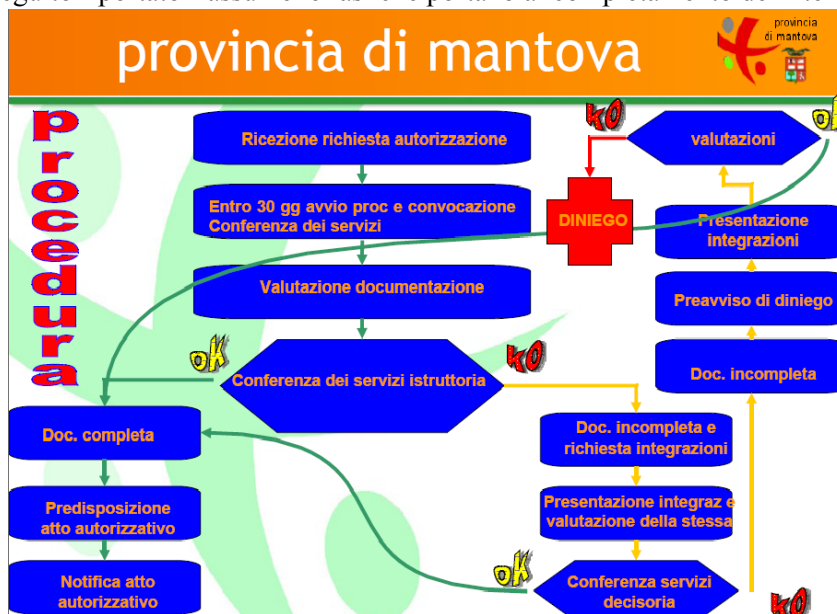 provincia di mantova
provincia
di mantova
procedura
Ricezione richiesta autorizzazione
Entro 30 gg avvio proc e convocazione
Conferenza dei servizi
Valutazione documentazione
Conferenza dei servizi istruttoria
oK
kO
Doc. completa
Predisposizione
atto autorizzativo
Notifica atto
autorizzativo
Doc. incompleta e
richiesta integrazioni
Presentazione integraz e
valutazione della stessa
Conferenza servizi
decisoria
oK
kO
Doc. incompleta
Preavviso di diniego
Presentazione
integrazioni
valutazioni
kO
DINIEGO